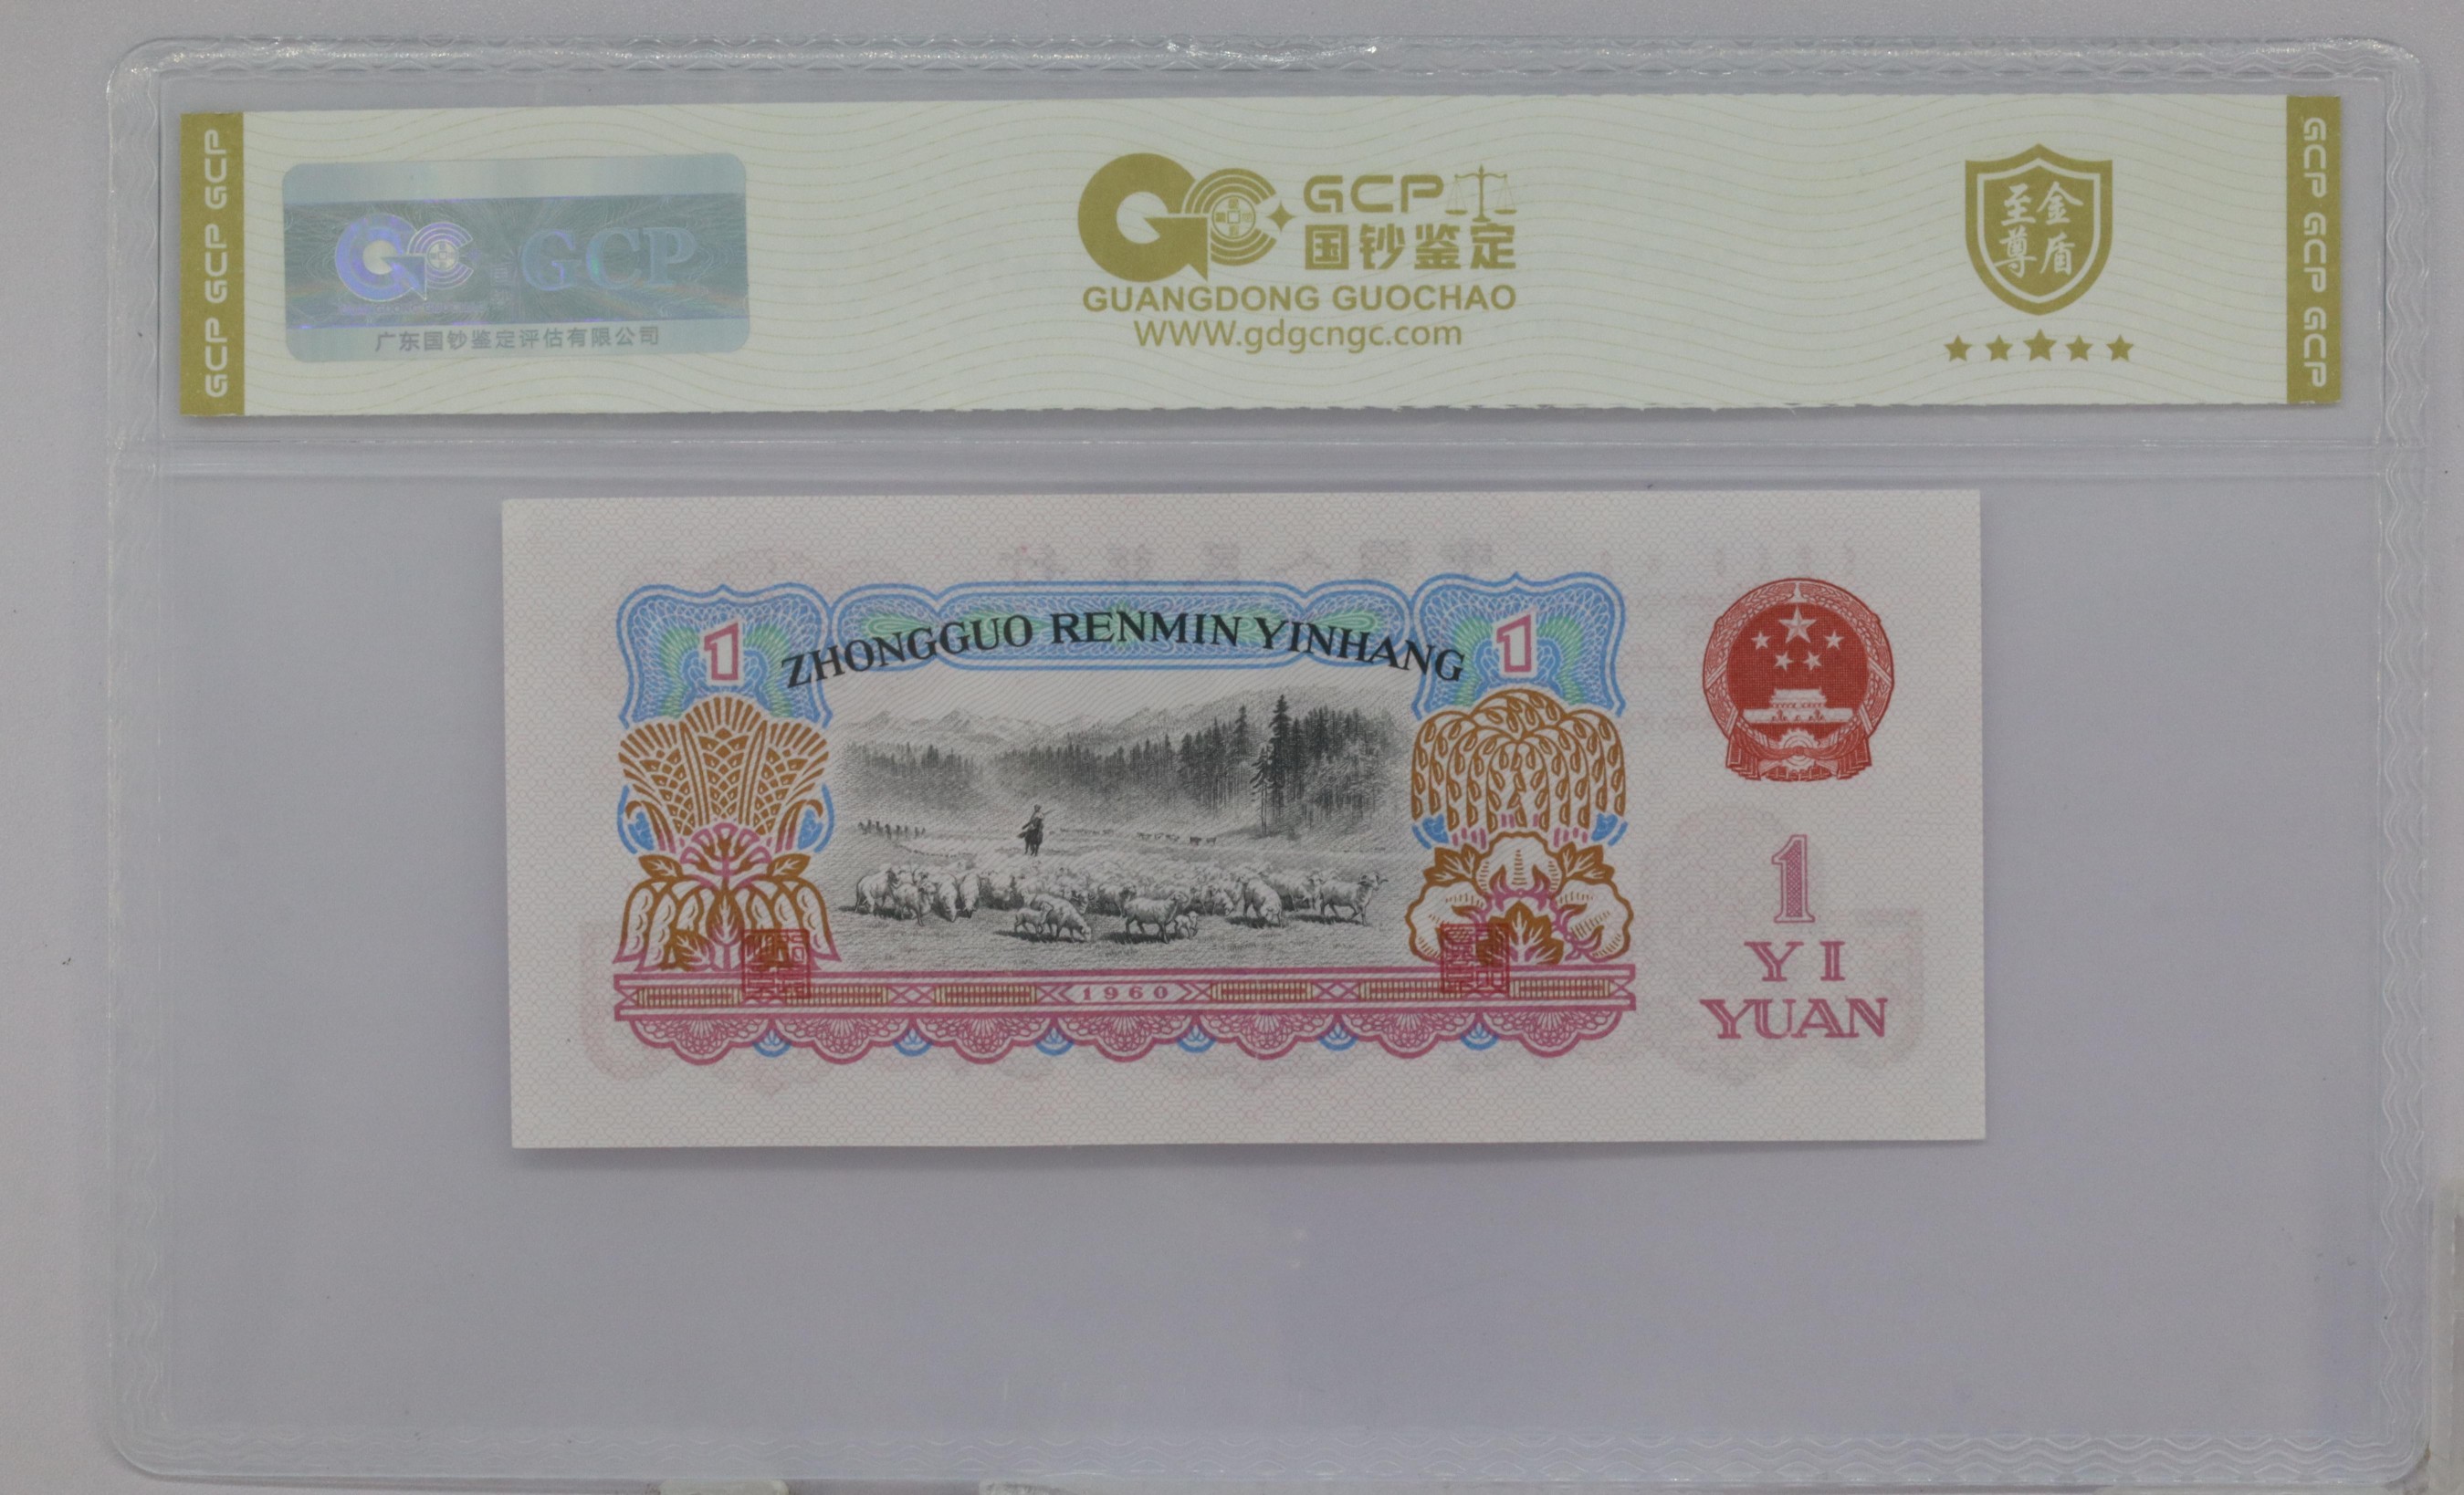 GCP GCP GCP
GC GCP
广东国钞鉴定评估有限公司
GC GCP
国钞鉴定
GUANGDONG GUOCHAO
WWW.gdgcngc.com
至金
尊盾
GCP GCP GCP
1
ZHONGGUO RENMIN YINHANG
1
1960
1
YI
YUAN